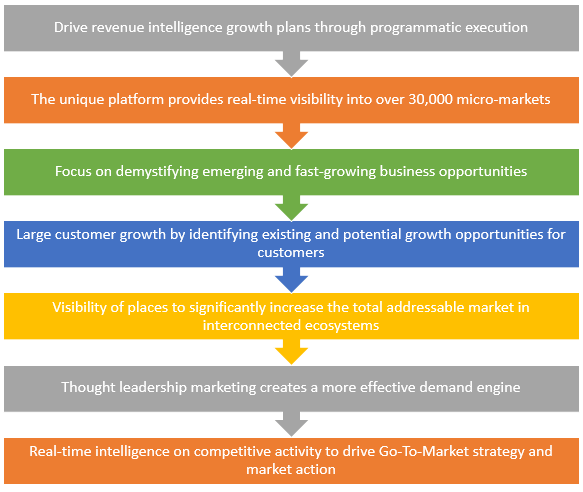 Drive revenue intelligence growth plans through programmatic execution
The unique platform provides real-time visibility into over 30,000 micro-markets
Focus on demystifying emerging and fast-growing business opportunities
Large customer growth by identifying existing and potential growth opportunities for
customers
Visibility of places to significantly increase the total addressable market in
interconnected ecosystems
Thought leadership marketing creates a more effective demand engine
Real-time intelligence on competitive activity to drive Go-To-Market strategy and
market action